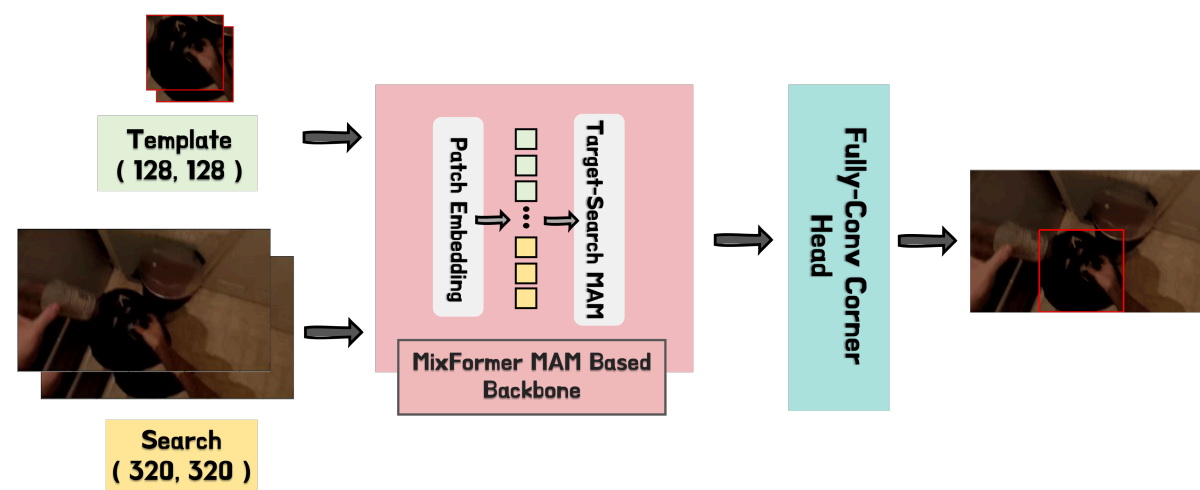 Template
( 128, 128 )
Search
( 320, 320 )
Patch Embedding
Target-Search MAM
MixFormer MAM Based
Backbone
Fully-Conv Corner
Head